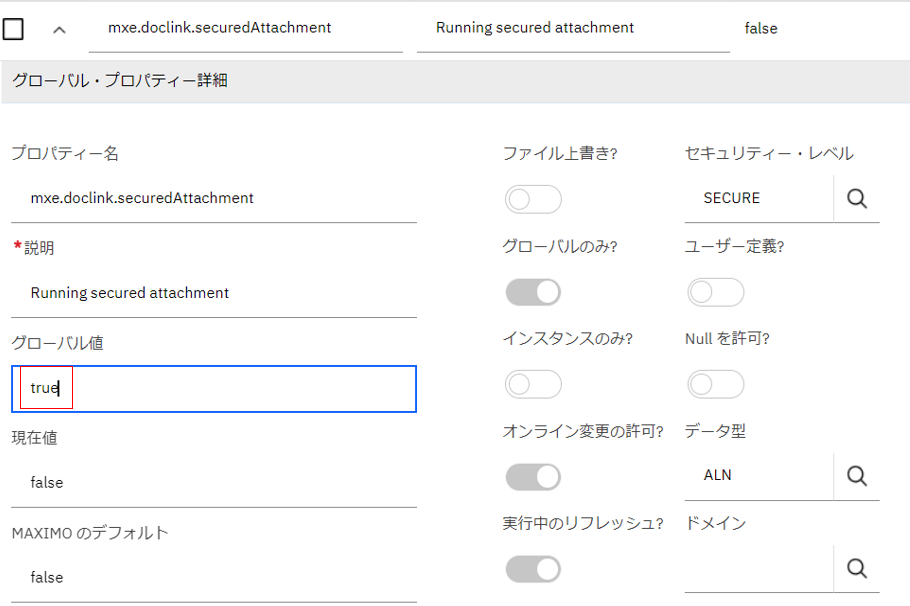 mxe.doclink.securedAttachment Running secured attachment false
グローバル・プロパティー詳細
プロパティー名 ファイル上書き? セキュリティー・レベル
mxe.doclink.securedAttachment SECURE
*説明 グローバルのみ? ユーザー定義?
Running secured attachment
グローバル値 インスタンスのみ? Null を許可?
true
現在値 オンライン変更の許可? データ型
false ALN
MAXIMO のデフォルト 実行中のリフレッシュ? ドメイン
false